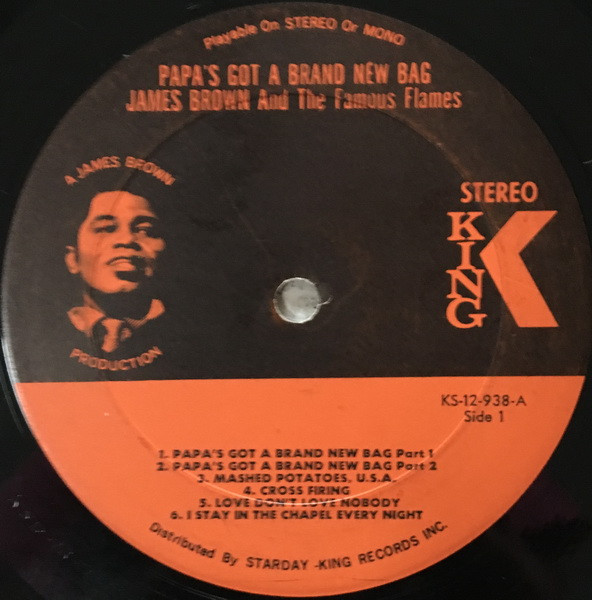 Playable On STEREO Or MONO
PAPA'S GOT A BRAND NEW BAG
JAMES BROWN And The Famous Flames
A JAMES BROWN
PRODUCTION
STEREO
KING
K
KS-12-938-A
Side 1
1. PAPA'S GOT A BRAND NEW BAG Part 1
2. PAPA'S GOT A BRAND NEW BAG Part 2
3. MASHED POTATOES, U.S.A.
4. CROSS FIRING
5. LOVE DON'T LOVE NOBODY
6. I STAY IN THE CHAPEL EVERY NIGHT
Distributed By STARDAY -KING RECORDS INC.